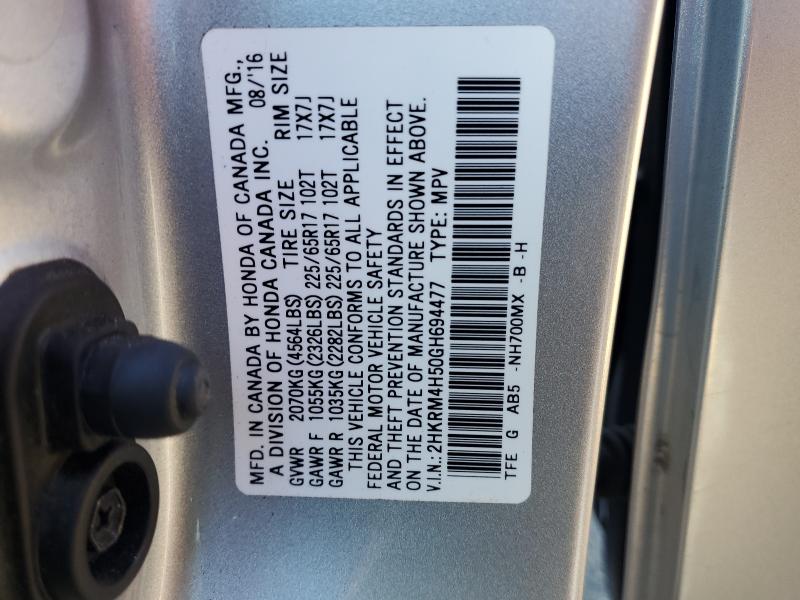 MFD. IN CANADA BY HONDA OF CANADA MFG.,
A DIVISION OF HONDA CANADA INC. 08/'16
GVWR 2070KG(4564LBS) TIRE SIZE RIM SIZE
GAWR F 1055KG(2326LBS) 225/65R17 102T 17X7J
GAWR R 1035KG(2282LBS) 225/65R17 102T 17X7J
THIS VEHICLE CONFORMS TO ALL APPLICABLE
FEDERAL MOTOR VEHICLE SAFETY
AND THEFT PREVENTION STANDARDS IN EFFECT
ON THE DATE OF MANUFACTURE SHOWN ABOVE.
V.I.N.: 2HKRM4H50GH694477 TYPE: MPV
TFE G AB5 -NH700MX -B -H